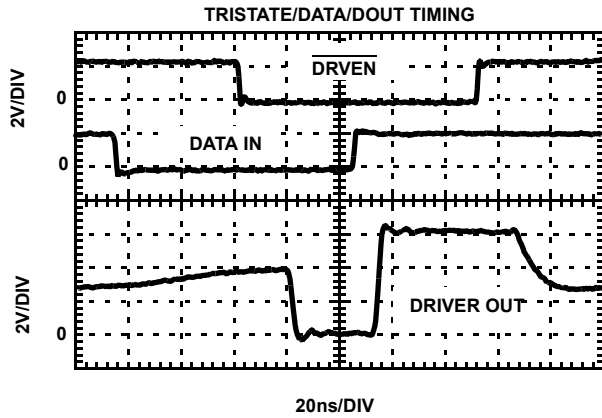 TRISTATE/DATA/DOUT TIMING
2V/DIV
0
DRVEN
0
DATA IN
2V/DIV
0
DRIVER OUT
20ns/DIV